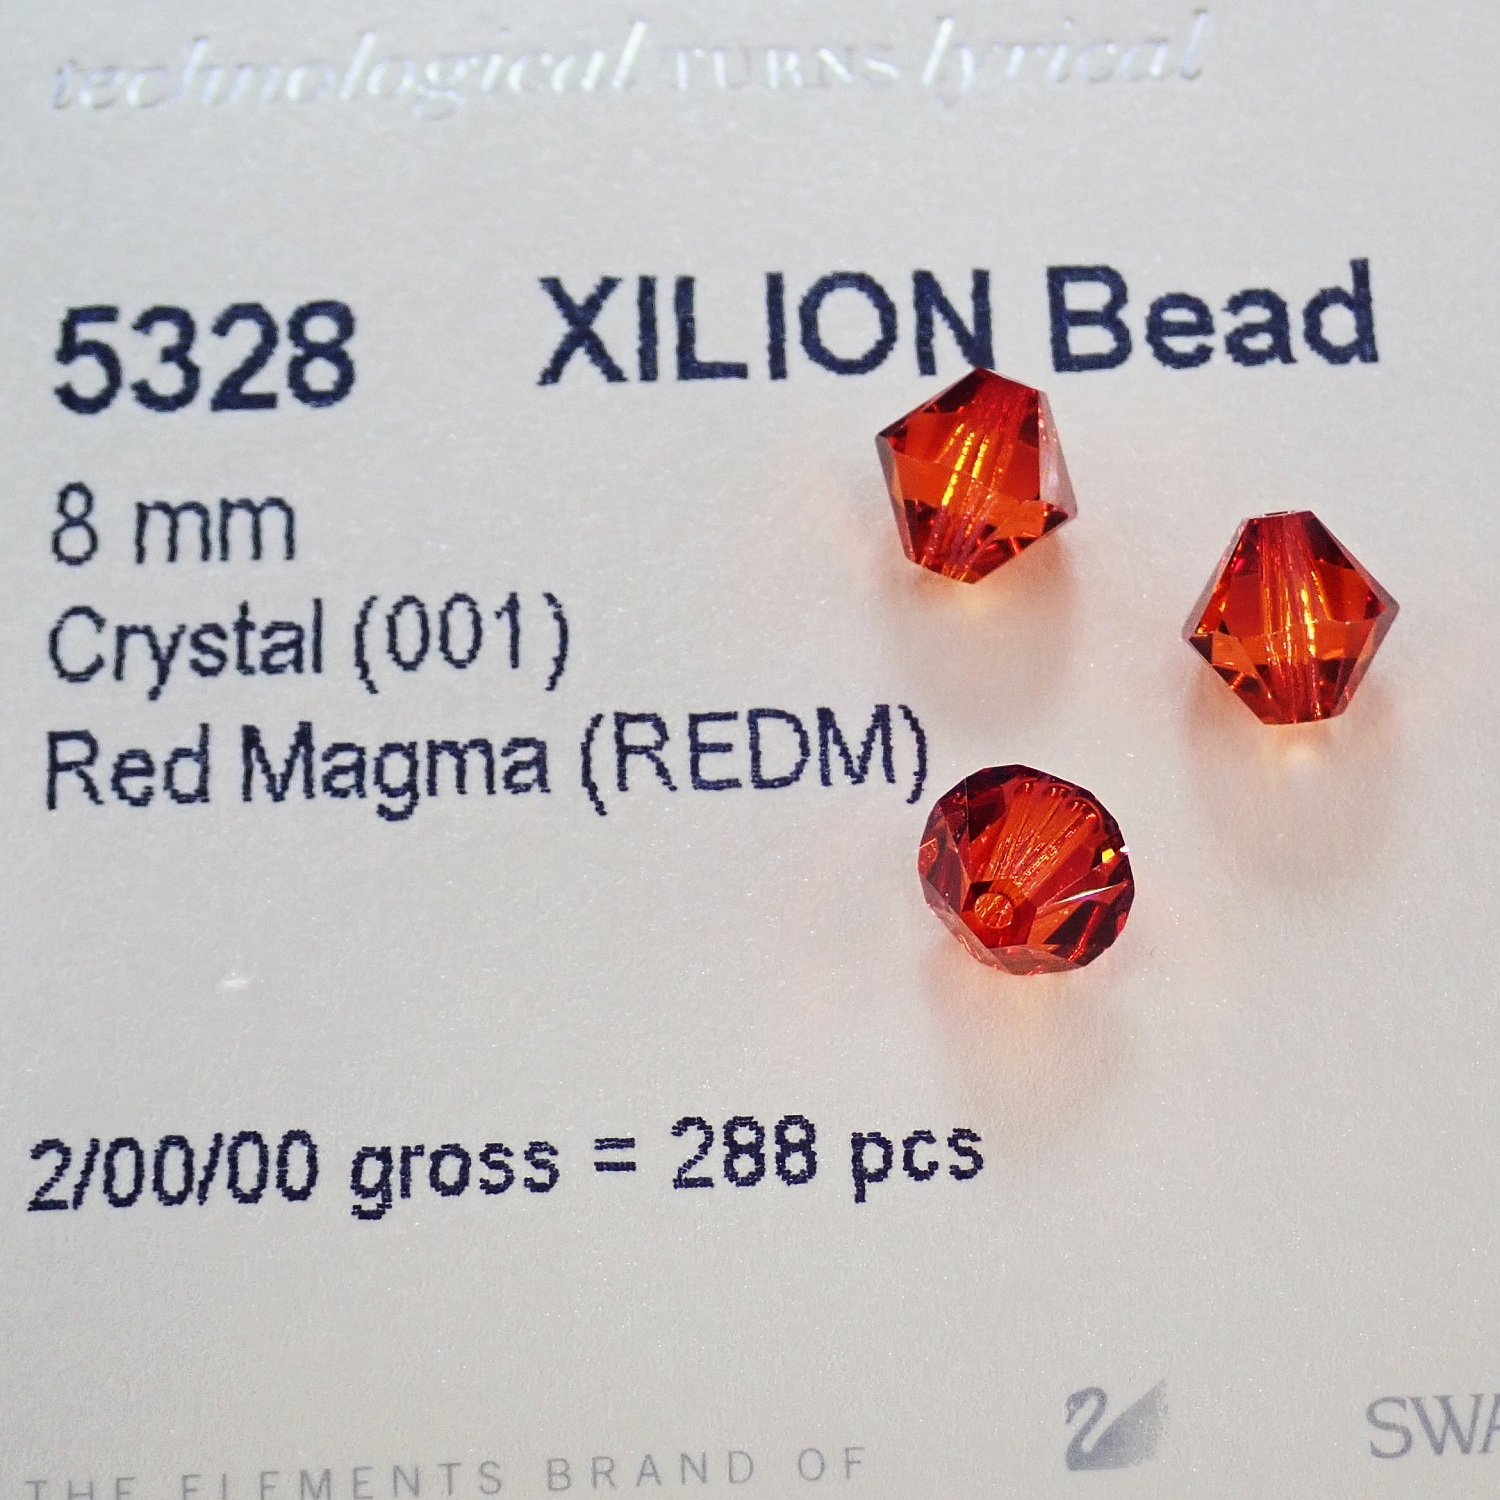 technological TURNS lyrical
5328 XILION Bead
8 mm
Crystal (001)
Red Magma (REDM)
2/00/00 gross = 288 pcs
THE ELEMENTS BRAND OF SWA